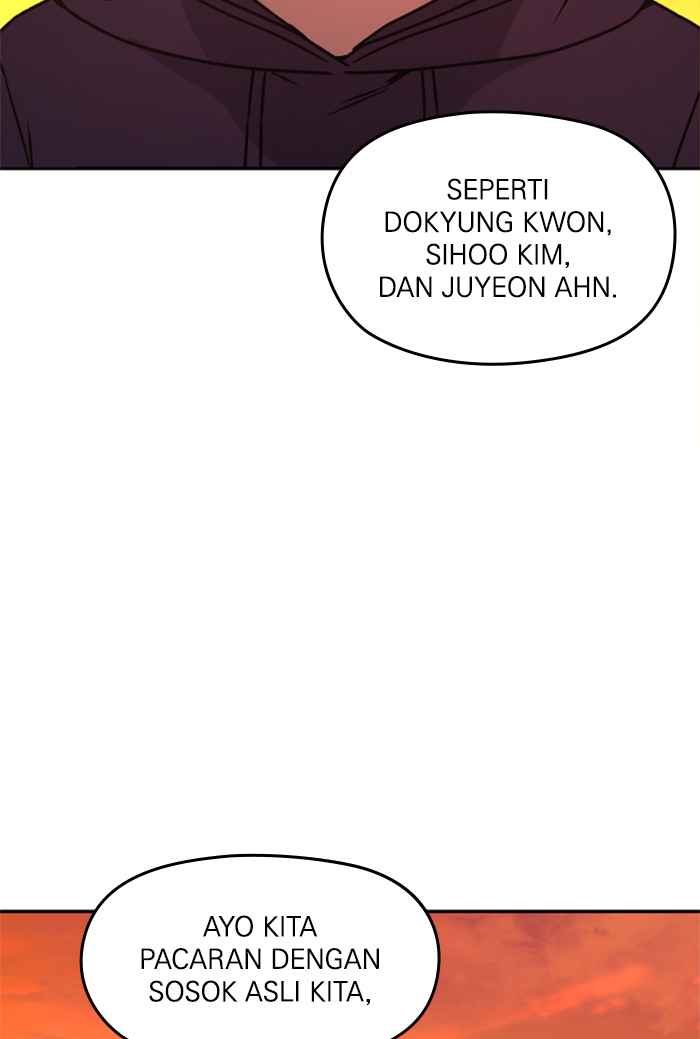 SEPERTI
DOKYUNG KWON,
SIHOO KIM,
DAN JUYEON AHN.
AYO KITA
PACARAN DENGAN
SOSOK ASLI KITA,